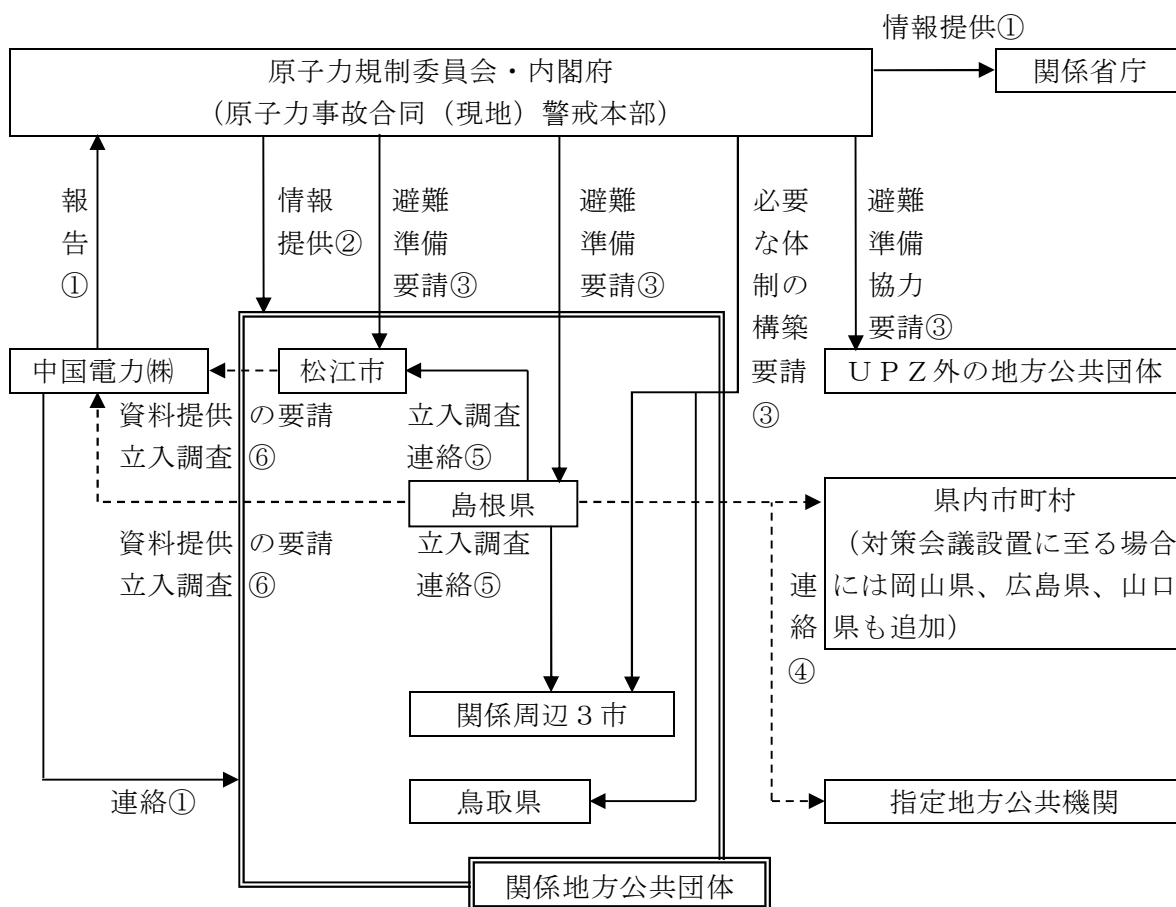 情報提供①
原子力規制委員会・内閣府
（原子力事故合同（現地）警戒本部）
関係省庁
報
告
①
情報
提供②
避難
準備
要請③
避難
準備
要請③
必要
な体
制の
構築
要請
③
避難
準備
協力
要請③
中国電力㈱
松江市
ＵＰＺ外の地方公共団体
資料提供の要請
立入調査⑥
立入調査
連絡⑤
島根県
資料提供の要請
立入調査⑥
立入調査
連絡⑤
県内市町村
（対策会議設置に至る場合
には岡山県、広島県、山口
県も追加）
連
絡
④
関係周辺３市
連絡①
鳥取県
指定地方公共機関
関係地方公共団体